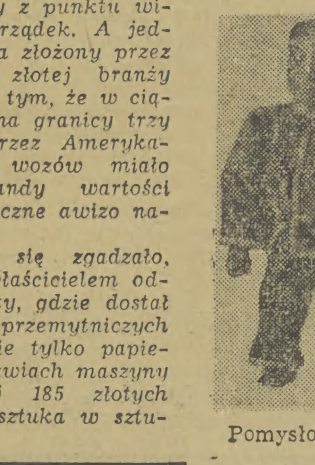 y z punktu wi-
rządek. A jed-
a złożony przez
złotej branży
tym, że w cią-
na granicy trzy
rzez Ameryka-
wozów miało
andy wartości
czne awizo na-
się zgadzało,
łaścicielem od-
y, gdzie dostał
przemytniczych
ie tylko papie-
wiach maszyny
185 złotych
sztuka w sztu-
Pomysło